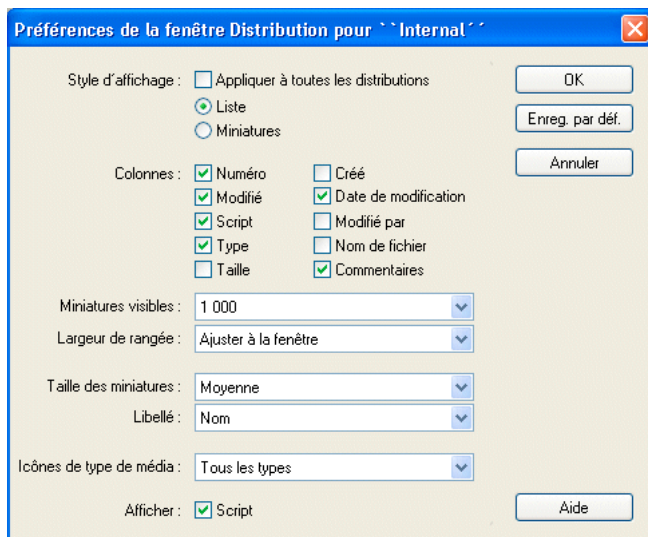 Préférences de la fenêtre Distribution pour ``Internal´´
Style d´affichage : Appliquer à toutes les distributions
Liste
Miniatures
OK
Enreg. par déf.
Annuler
Colonnes : Numéro Créé
Modifié Date de modification
Script Modifié par
Type Nom de fichier
Taille Commentaires
Miniatures visibles : 1 000
Largeur de rangée : Ajuster à la fenêtre
Taille des miniatures : Moyenne
Libellé : Nom
Icônes de type de média : Tous les types
Afficher : Script
Aide